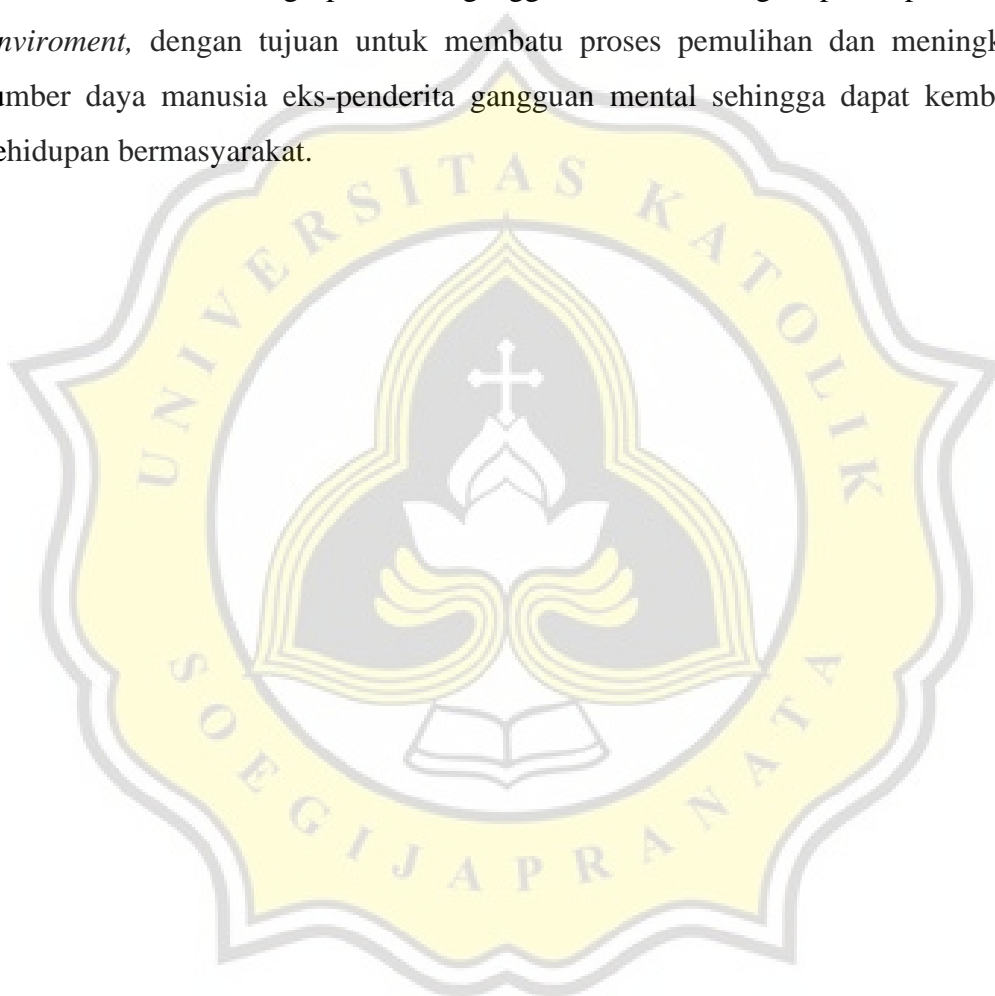 nviroment, dengan tujuan untuk membatu proses pemulihan dan meningk
umber daya manusia eks-penderita gangguan mental sehingga dapat kemb
ehidupan bermasyarakat.
UNIVERSITAS KATOLIK
SOEGIJAPRANATA